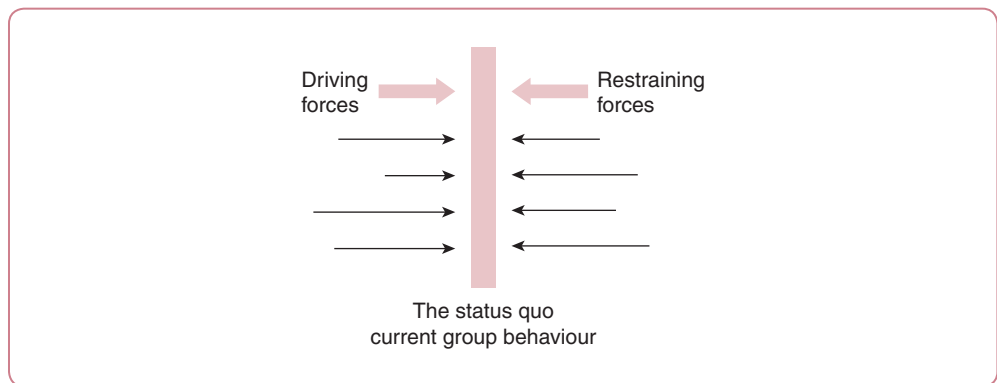 Driving
forces
Restraining
forces
The status quo
current group behaviour